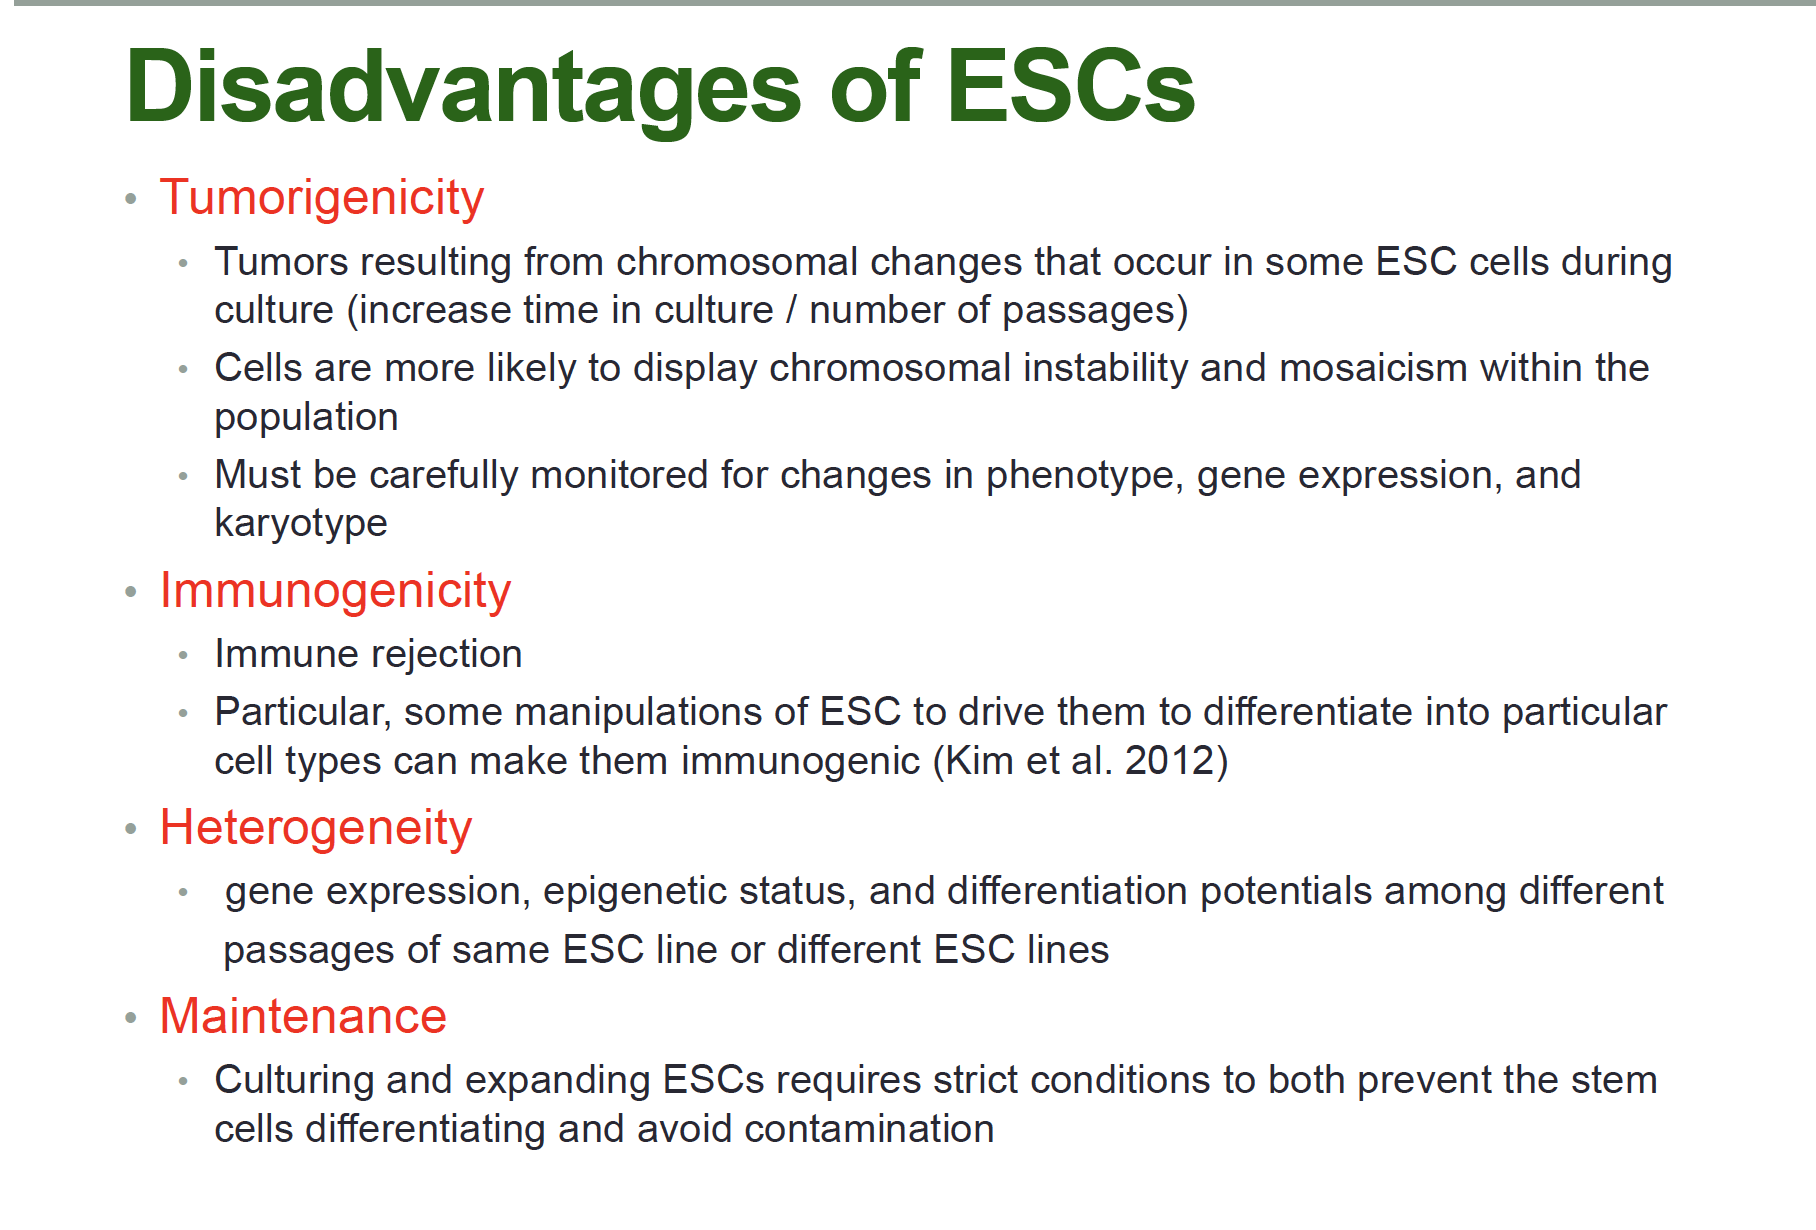 Disadvantages of ESCs
• Tumorigenicity
• Tumors resulting from chromosomal changes that occur in some ESC cells during
culture (increase time in culture / number of passages)
• Cells are more likely to display chromosomal instability and mosaicism within the
population
• Must be carefully monitored for changes in phenotype, gene expression, and
karyotype
• Immunogenicity
• Immune rejection
• Particular, some manipulations of ESC to drive them to differentiate into particular
cell types can make them immunogenic (Kim et al. 2012)
• Heterogeneity
• gene expression, epigenetic status, and differentiation potentials among different
passages of same ESC line or different ESC lines
• Maintenance
• Culturing and expanding ESCs requires strict conditions to both prevent the stem
cells differentiating and avoid contamination